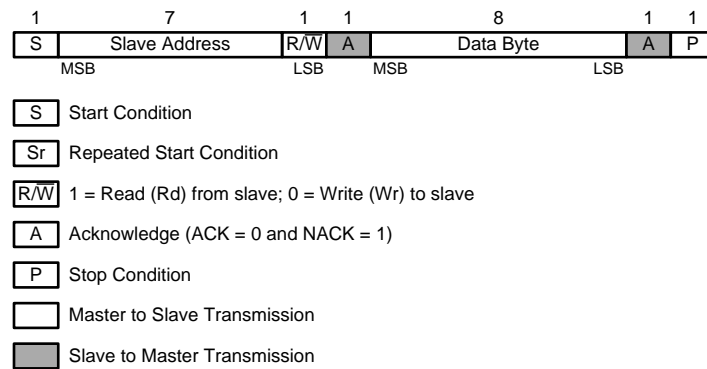 1 7 1 1 8 1 1
S Slave Address R/W̅ A Data Byte A P
MSB LSB MSB LSB
S Start Condition
Sr Repeated Start Condition
R/W̅ 1 = Read (Rd) from slave; 0 = Write (Wr) to slave
A Acknowledge (ACK = 0 and NACK = 1)
P Stop Condition
Master to Slave Transmission
Slave to Master Transmission